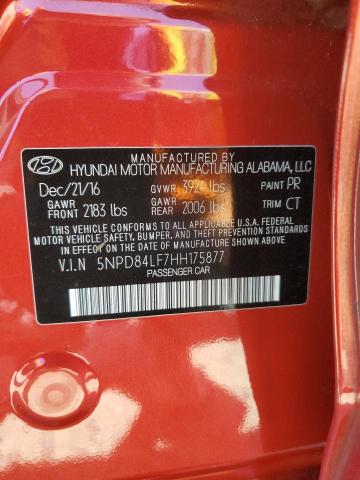 MANUFACTURED BY
HYUNDAI MOTOR MANUFACTURING ALABAMA, LLC
Dec/21/16 GVWR 3924 lbs PAINT PR
GAWR FRONT 2183 lbs GAWR REAR 2006 lbs TRIM CT
THIS VEHICLE CONFORMS TO ALL APPLICABLE U.S.A. FEDERAL
MOTOR VEHICLE SAFETY, BUMPER, AND THEFT PREVENTION STANDARDS
IN EFFECT ON THE DATE OF MANUFACTURE SHOWN ABOVE.
V.I.N 5NPD84LF7HH175877
PASSENGER CAR